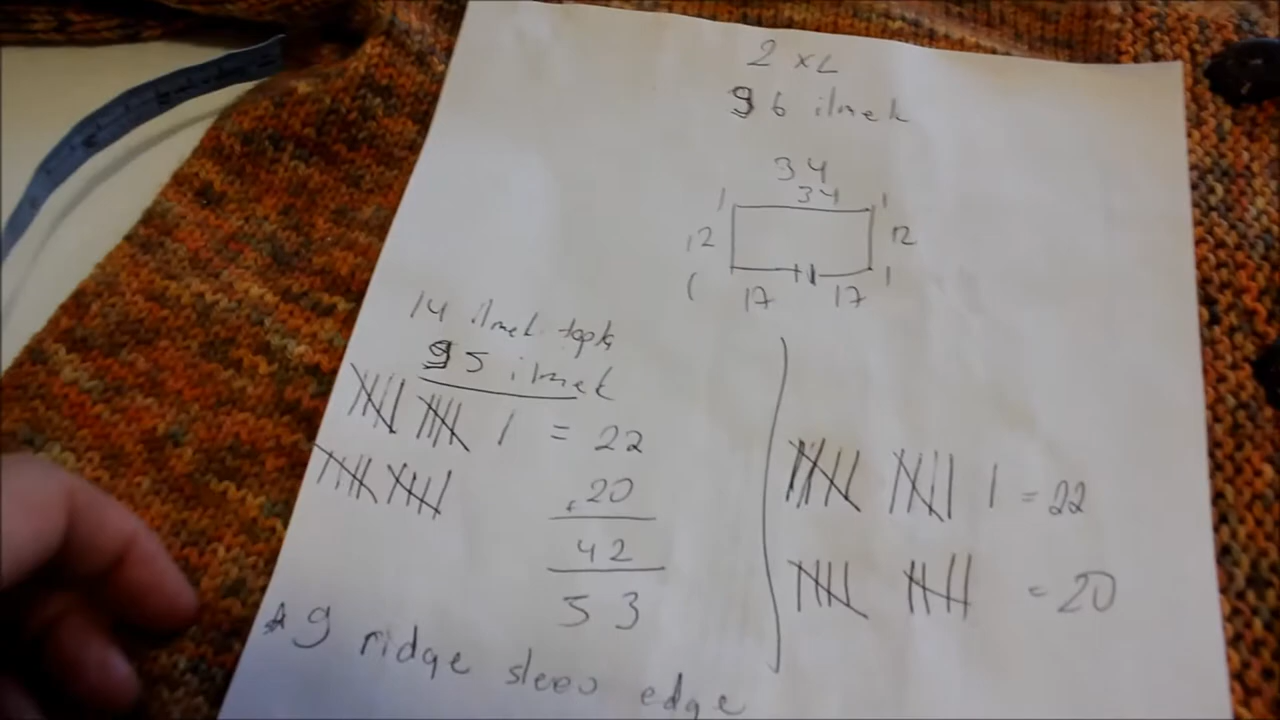 2 XL
96 ilmek
34
1 34 1
12 12
( 1
17 17
14 ilmek
95 ilmek
1 = 22
+20
42
53
1 = 22
= 20
9 ridge sleev edge